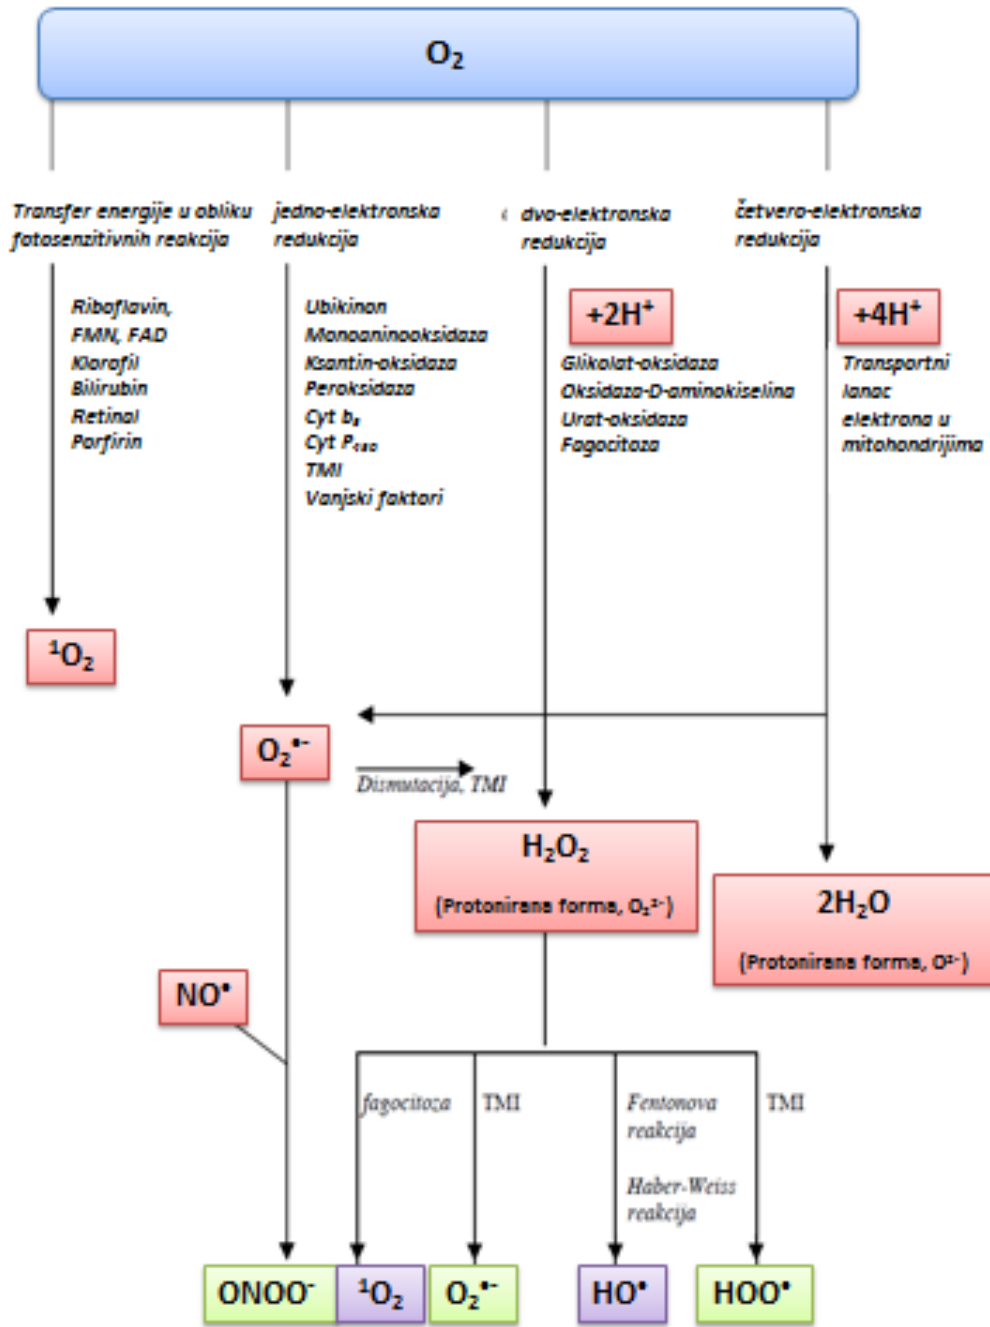 O₂
Transfer energije u obliku
fotosenzitivnih reakcija
jedno-elektronska
redukcija
dvo-elektronska
redukcija
četvero-elektronska
redukcija
Riboflavin,
FMN, FAD
Klorofil
Bilirubin
Retinal
Porfirin
Ubikinon
Monoaninooksidaza
Ksantin-oksidaza
Peroksidaza
Cyt b₅
Cyt P₄₅₀
TMI
Vanjski faktori
+2H⁺
Glikolat-oksidaza
Oksidaza-D-aminokiselina
Urat-oksidaza
Fagocitoza
+4H⁺
Transportni
lanac
elektrona u
mitohondrijima
¹O₂
O₂•⁻
Dismutacija, TMI
H₂O₂
(Protonirana forma, O₂²⁻)
2H₂O
(Protonirana forma, O²⁻)
NO•
fagocitoza
TMI
Fentonova
reakcija
Haber-Weiss
reakcija
TMI
ONOO⁻
¹O₂
O₂•⁻
HO•
HOO•